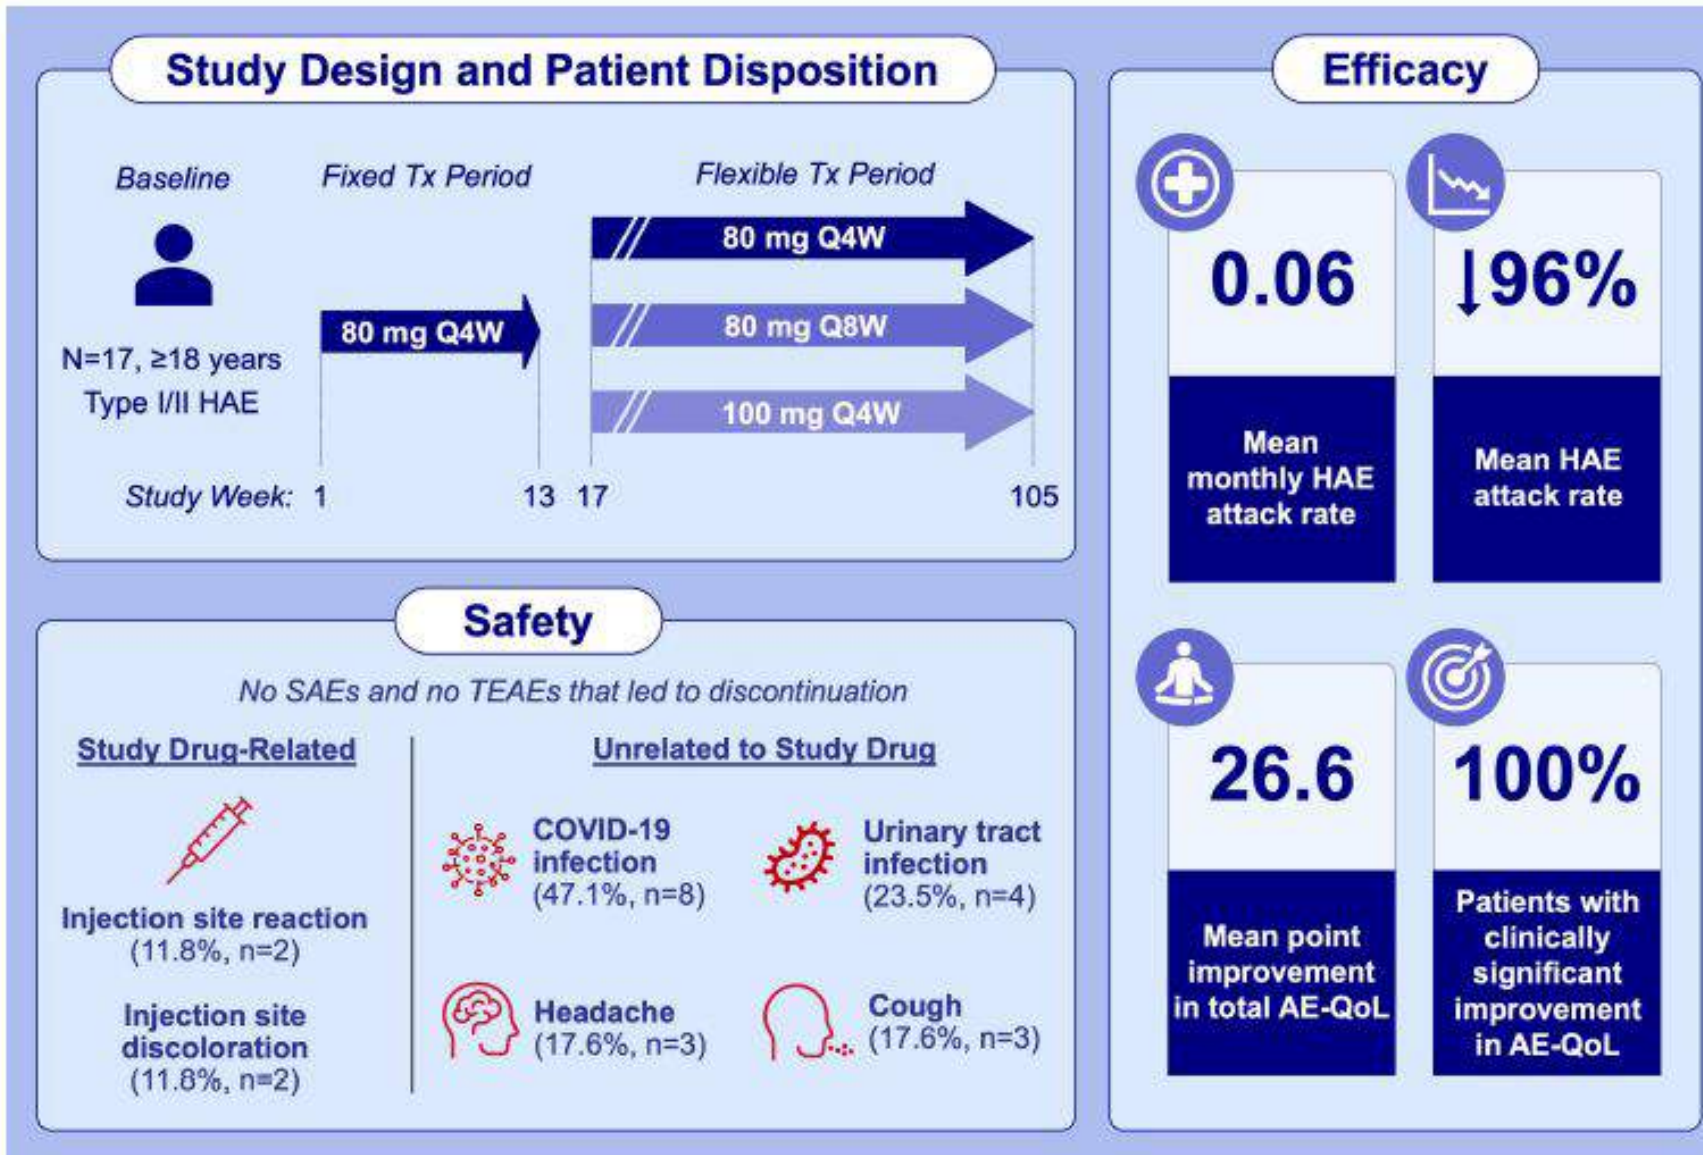 Study Design and Patient Disposition
Baseline
Fixed Tx Period
Flexible Tx Period
N=17, ≥18 years
Type I/II HAE
80 mg Q4W
80 mg Q4W
80 mg Q8W
100 mg Q4W
Study Week: 1 13 17 105
Safety
No SAEs and no TEAEs that led to discontinuation
Study Drug-Related
Injection site reaction
(11.8%, n=2)
Injection site
discoloration
(11.8%, n=2)
Unrelated to Study Drug
COVID-19
infection
(47.1%, n=8)
Urinary tract
infection
(23.5%, n=4)
Headache
(17.6%, n=3)
Cough
(17.6%, n=3)
Efficacy
0.06
Mean
monthly HAE
attack rate
↓96%
Mean HAE
attack rate
26.6
Mean point
improvement
in total AE-QoL
100%
Patients with
clinically
significant
improvement
in AE-QoL